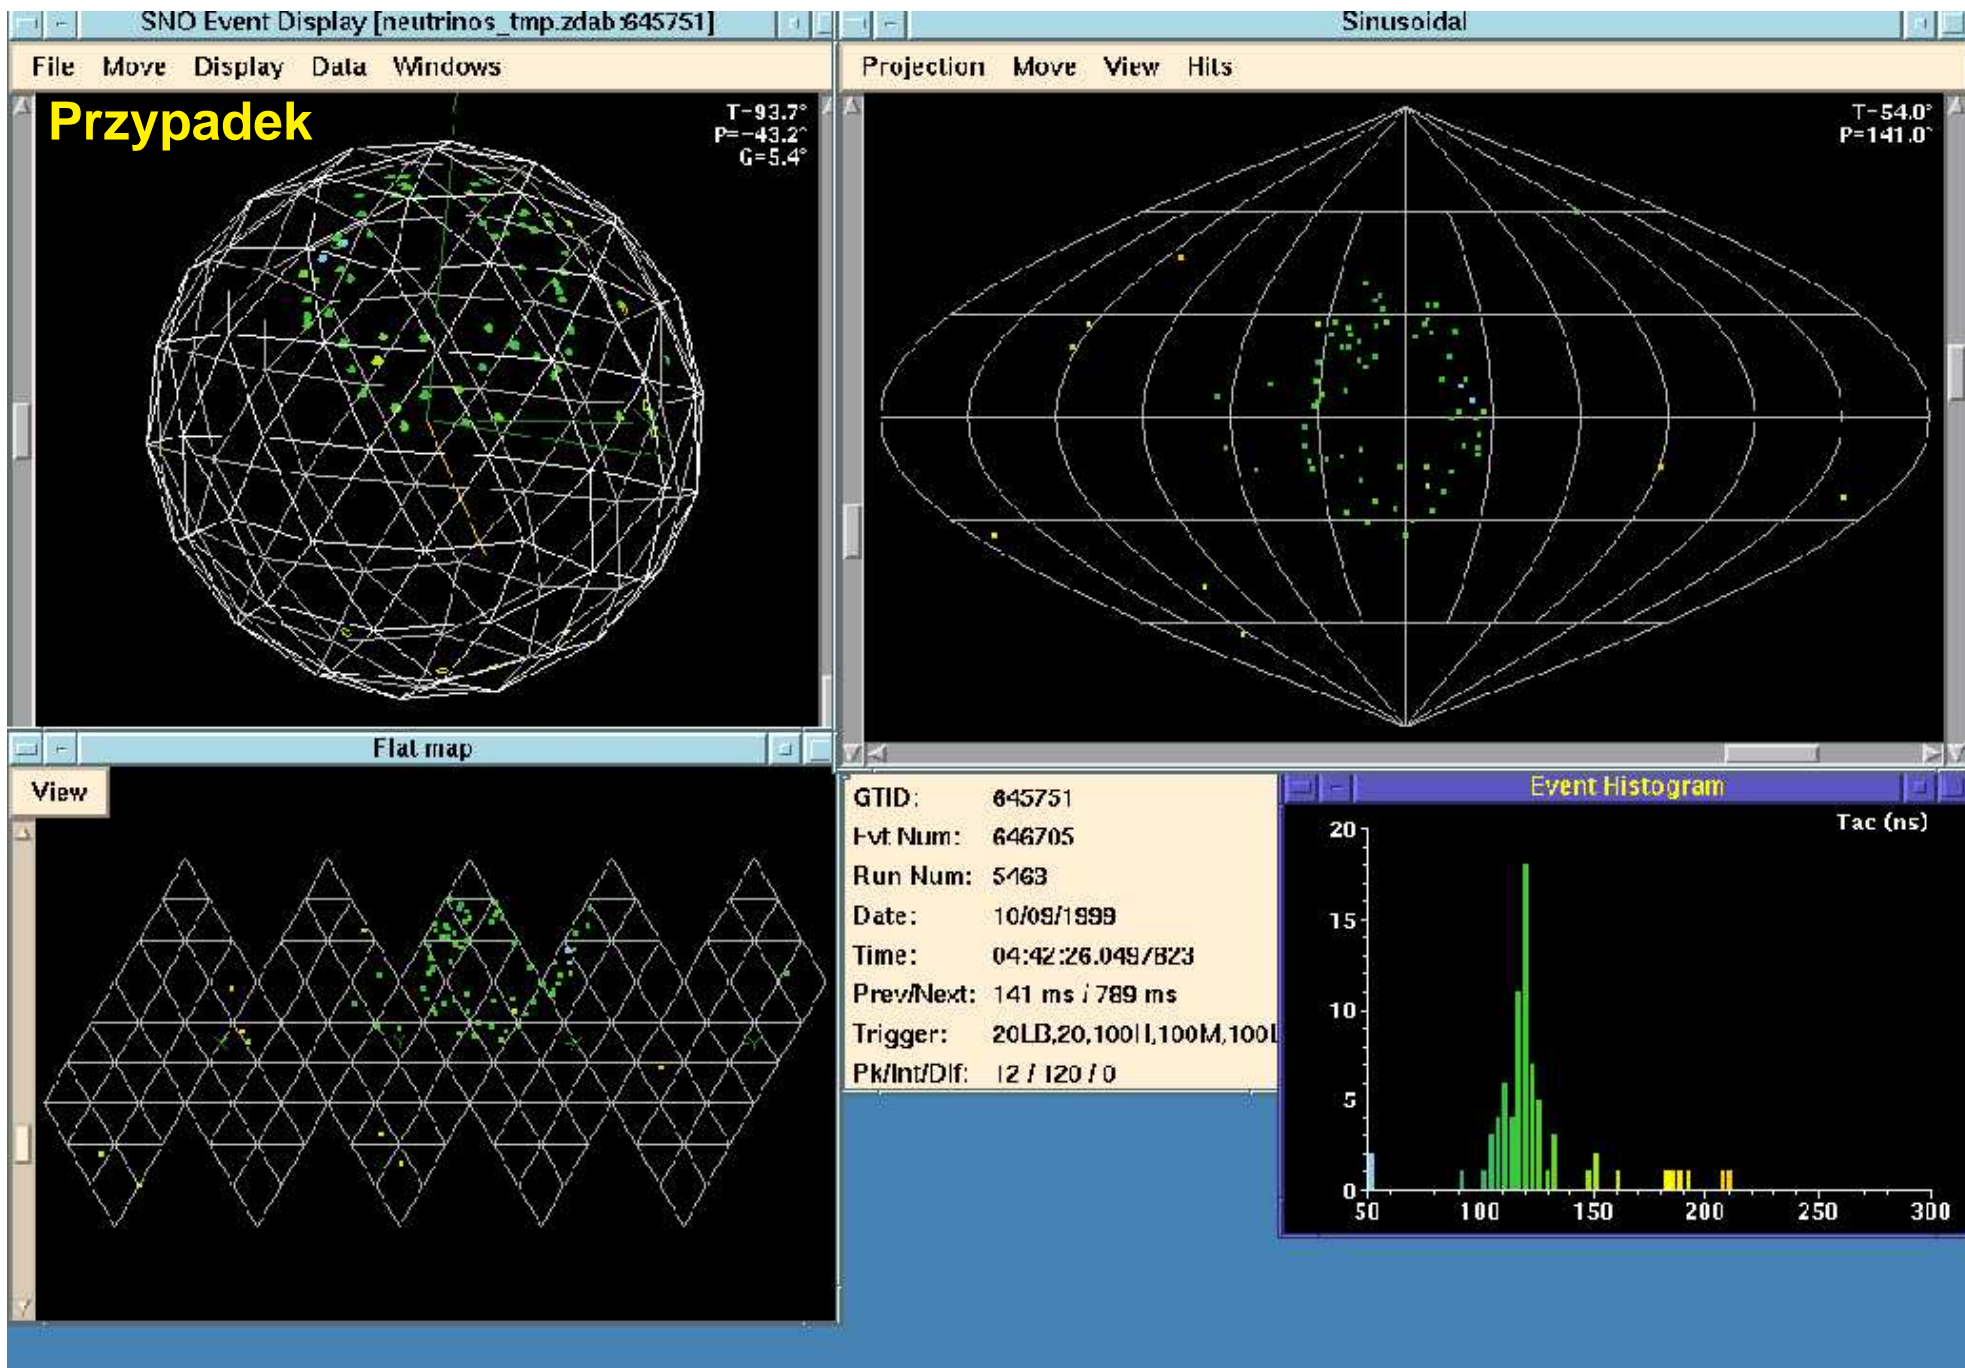 SNO Event Display [neutrinos_tmp.zdab:645751]
File Move Display Data Windows
Przypadek
T=93.7°
P=-43.2°
G=5.4°
Sinusoidal
Projection Move View Hits
T=54.0°
P=141.0°
Flat map
View
GTID: 645751
Evt Num: 646705
Run Num: 5463
Date: 10/09/1999
Time: 04:42:26.0497823
Prev/Next: 141 ms / 789 ms
Trigger: 20LB,20,100H,100M,100L
Pk/Int/Dif: 12 / 120 / 0
Event Histogram
Tac (ns)
20
15
10
5
0
50 100 150 200 250 300